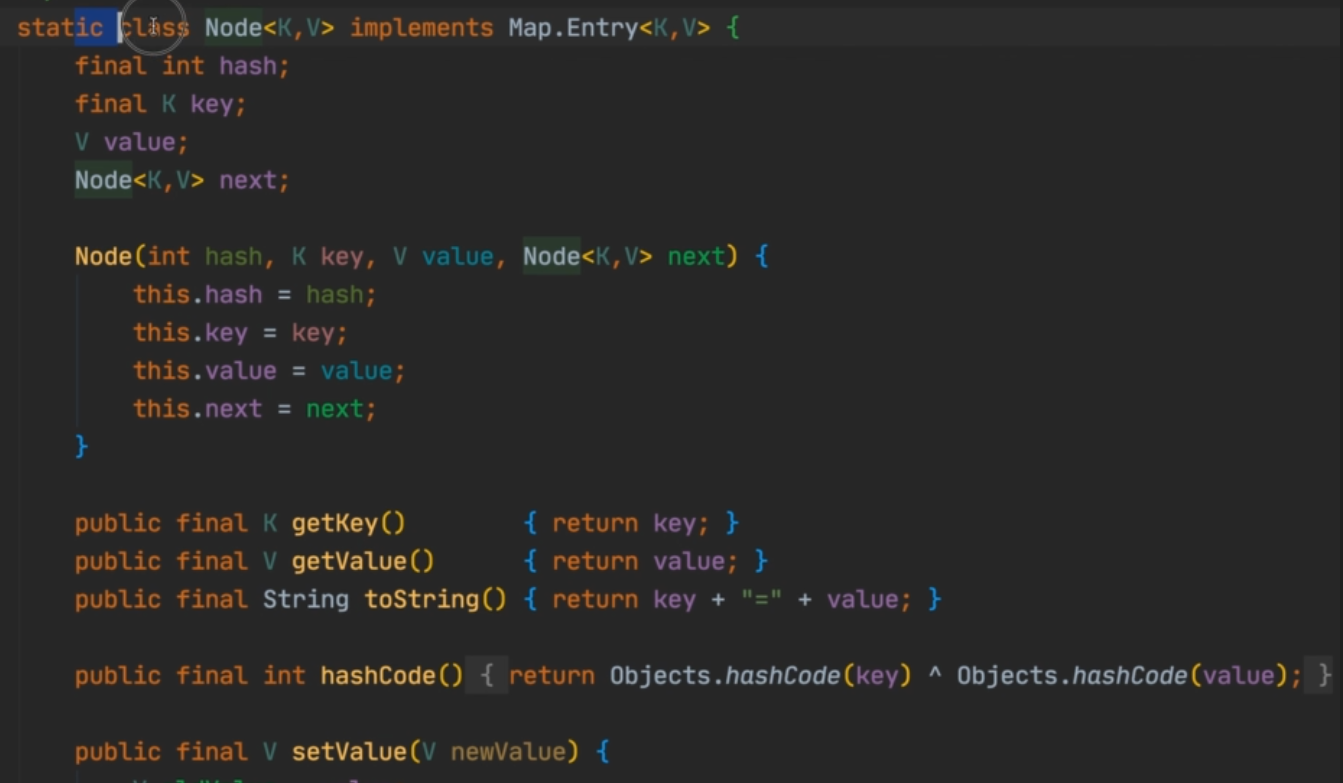 static class Node<K,V> implements Map.Entry<K,V> {
final int hash;
final K key;
V value;
Node<K,V> next;
Node(int hash, K key, V value, Node<K,V> next) {
this.hash = hash;
this.key = key;
this.value = value;
this.next = next;
}
public final K getKey() { return key; }
public final V getValue() { return value; }
public final String toString() { return key + "=" + value; }
public final int hashCode() { return Objects.hashCode(key) ^ Objects.hashCode(value); }
public final V setValue(V newValue) {